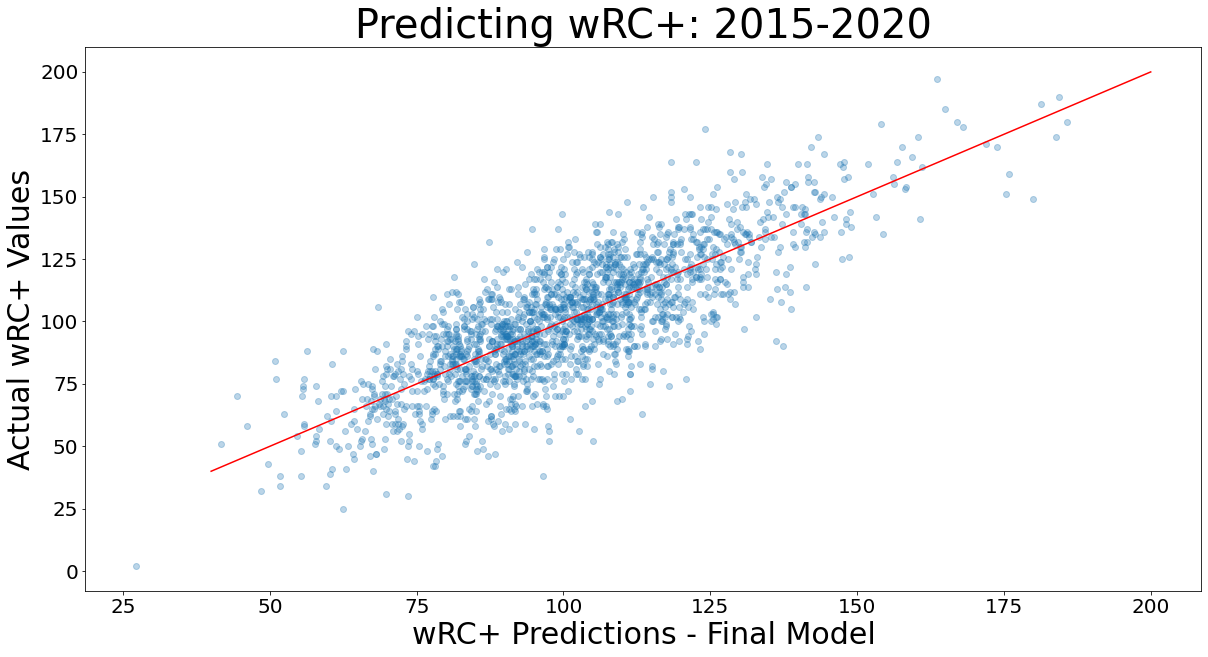 Predicting wRC+: 2015-2020
Actual wRC+ Values
200
175
150
125
100
75
50
25
0
25 50 75 100 125 150 175 200
wRC+ Predictions - Final Model